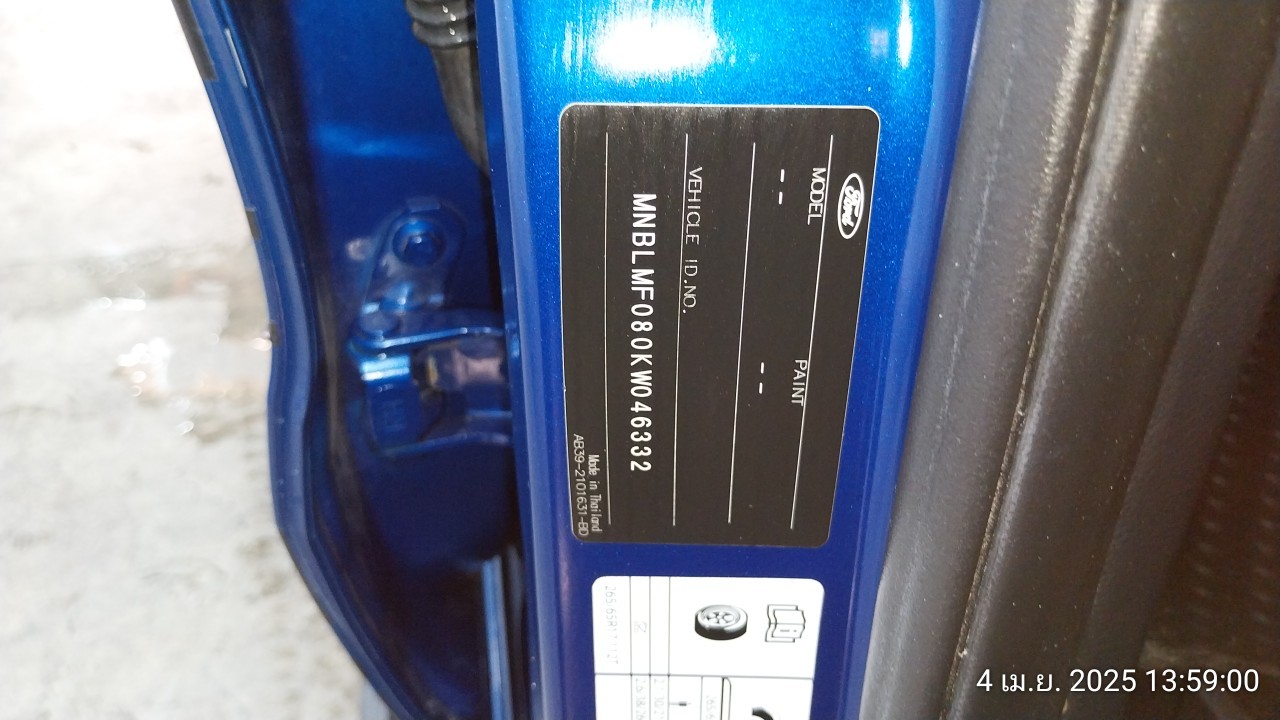 Ford
MODEL PAINT
-- --
VEHICLE ID.NO.
MNBLMF080KW046332
Made in Thailand
AB39-2101631-BD
4 เม.ย. 2025 13:59:00